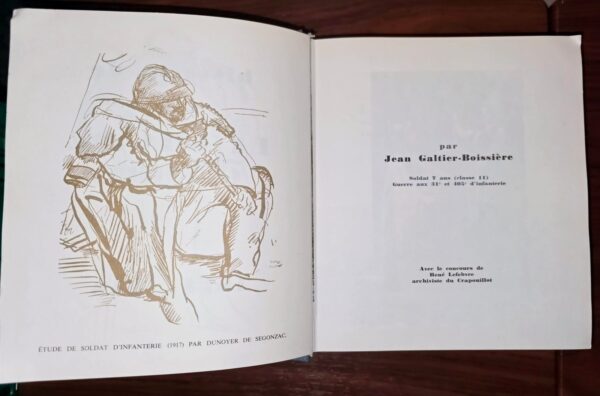 ÉTUDE DE SOLDAT D'INFANTERIE (1917) PAR DUNOYER DE SEGONZAC.
par
Jean Galtier-Boissière
Soldat 7 ans (classe 11)
Guerre aux 31e et 405e d'infanterie
Avec le concours de
René Lefebvre
archiviste du Crapouillot